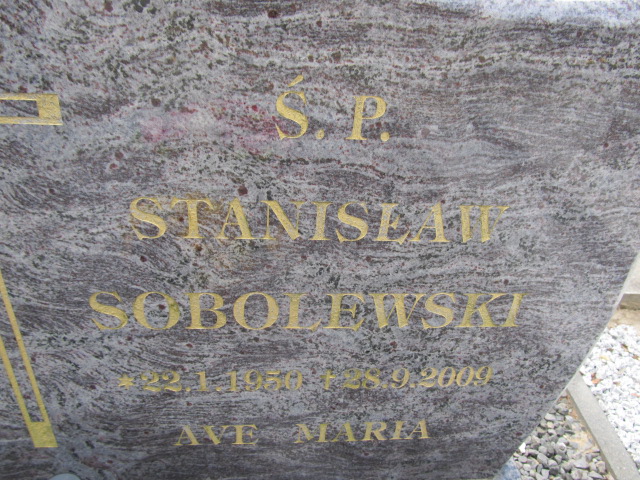 Ś. P.
STANISŁAW
SOBOLEWSKI
*22.1.1950 †28.9.2009
AVE MARIA